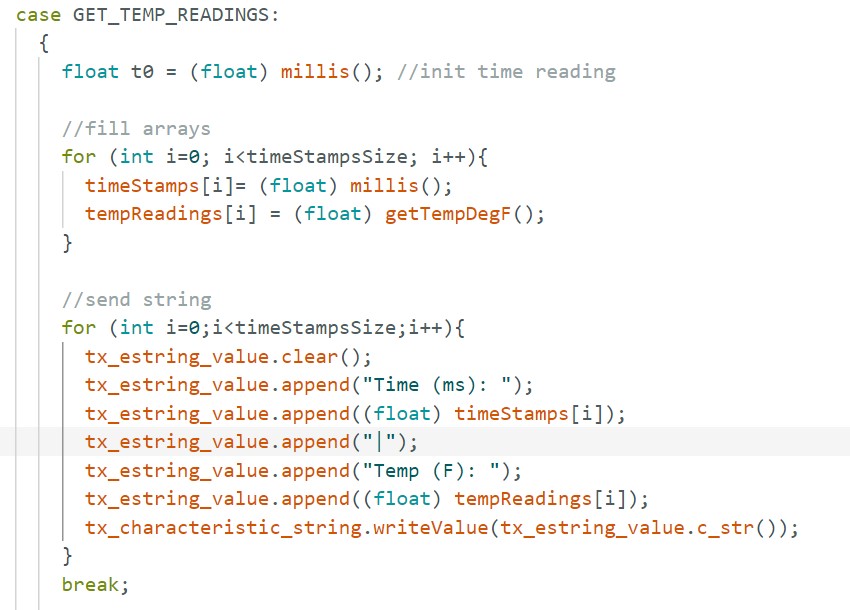 case GET_TEMP_READINGS:
{
float t0 = (float) millis(); //init time reading
//fill arrays
for (int i=0; i<timeStampsSize; i++){
timeStamps[i]= (float) millis();
tempReadings[i] = (float) getTempDegF();
}
//send string
for (int i=0;i<timeStampsSize;i++){
tx_estring_value.clear();
tx_estring_value.append("Time (ms): ");
tx_estring_value.append((float) timeStamps[i]);
tx_estring_value.append("|");
tx_estring_value.append("Temp (F): ");
tx_estring_value.append((float) tempReadings[i]);
tx_characteristic_string.writeValue(tx_estring_value.c_str());
}
break;